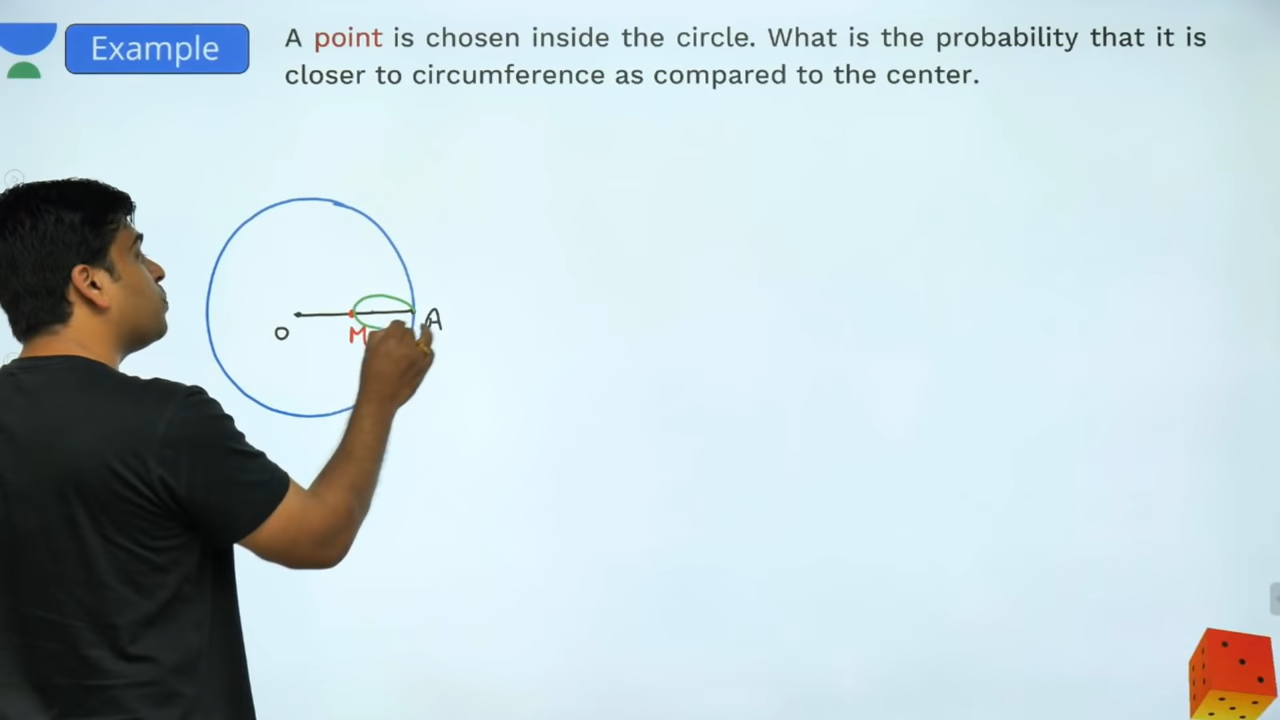 Example
A point is chosen inside the circle. What is the probability that it is
closer to circumference as compared to the center.
O
M
A